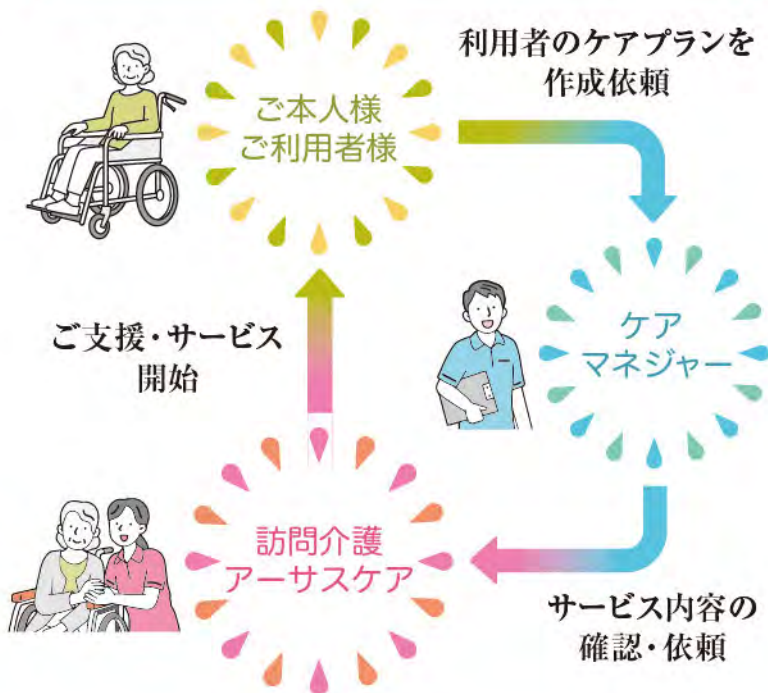 ご本人様
ご利用者様
利用者のケアプランを
作成依頼
ケア
マネジャー
サービス内容の
確認・依頼
訪問介護
アーサスケア
ご支援・サービス
開始